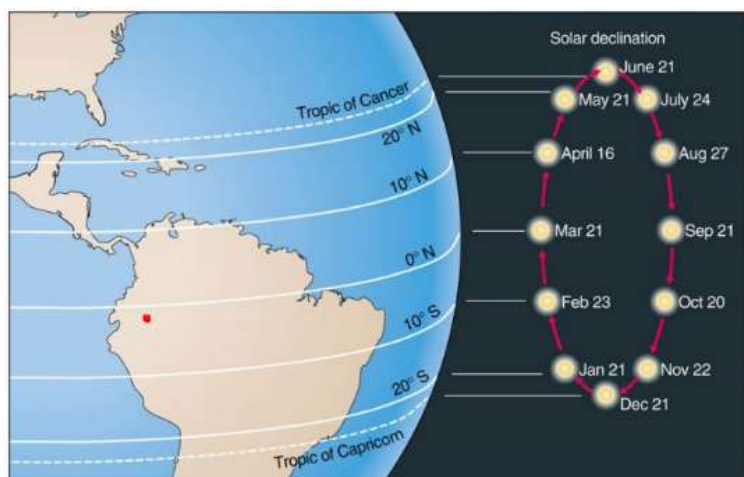 Solar declination
June 21
May 21
July 24
April 16
Aug 27
Mar 21
Sep 21
Feb 23
Oct 20
Jan 21
Nov 22
Dec 21
Tropic of Cancer
20° N
10° N
0° N
10° S
20° S
Tropic of Capricorn